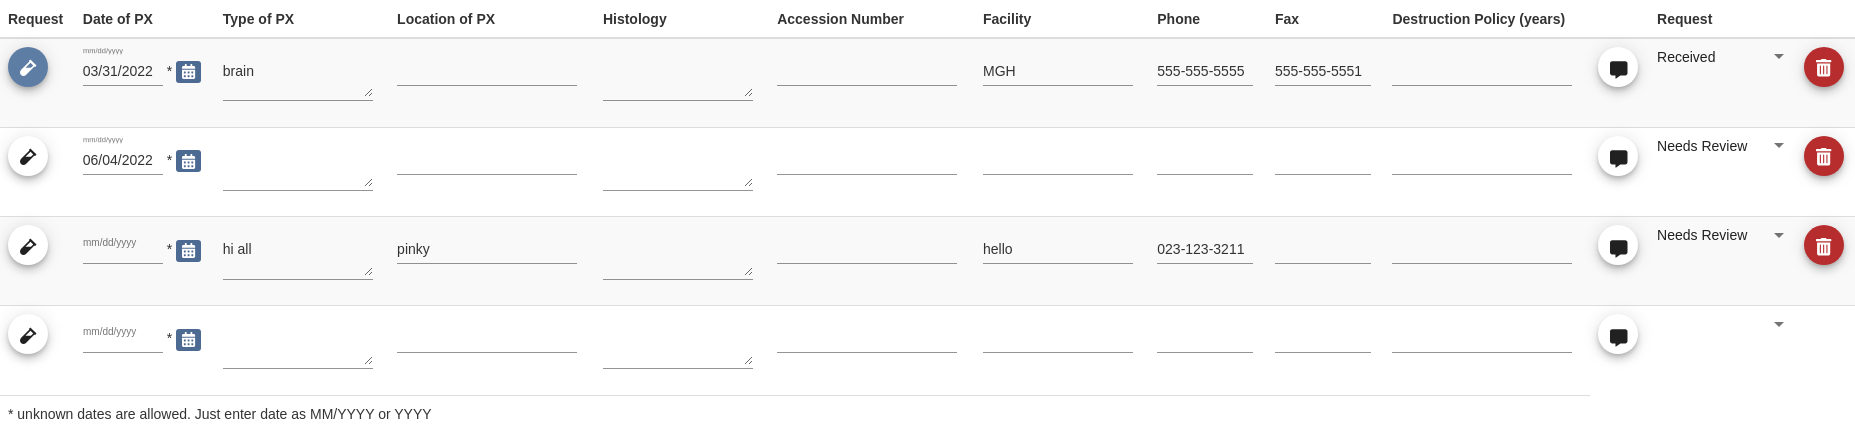 Request Date of PX Type of PX Location of PX Histology Accession Number Facility Phone Fax Destruction Policy (years) Request
mm/dd/yyyy
03/31/2022 * brain MGH 555-555-5555 555-555-5551 Received
mm/dd/yyyy
06/04/2022 * Needs Review
mm/dd/yyyy * hi all pinky hello 023-123-3211 Needs Review
mm/dd/yyyy *
* unknown dates are allowed. Just enter date as MM/YYYY or YYYY